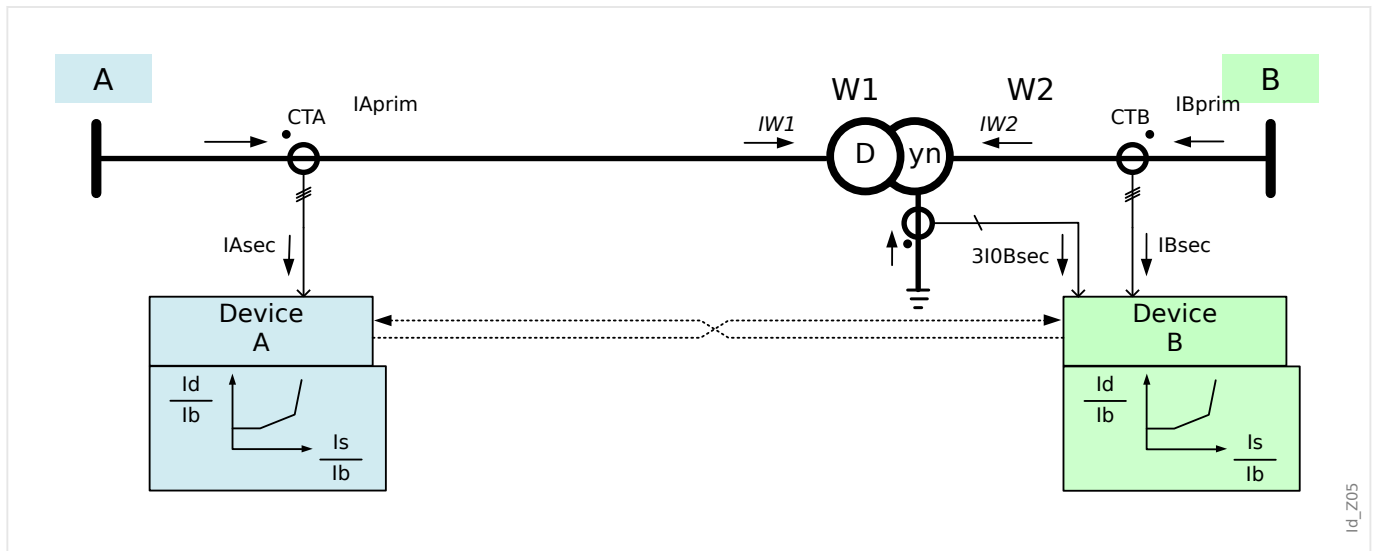 A
B
W1
W2
IAprim
IBprim
CTA
CTB
IW1
IW2
D
yn
IAsec
3I0Bsec
IBsec
Device
A
Device
B
Id
Ib
Is
Ib
Id
Ib
Is
Ib
Id_Z05